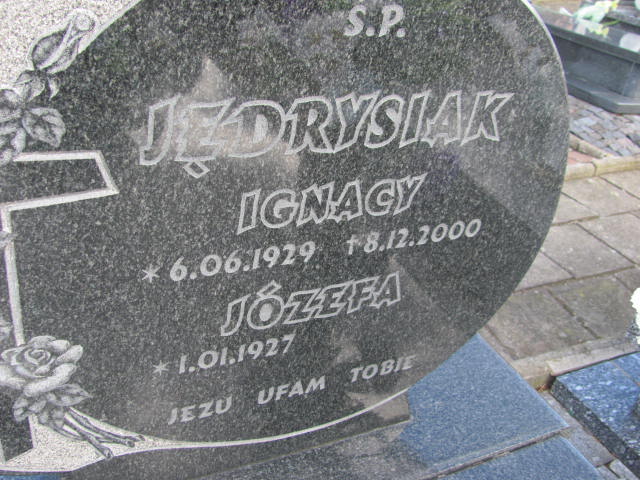 S.P.
JĘDRYSIAK
IGNACY
*6.06.1929 †8.12.2000
JÓZEFA
*1.01.1927
JEZU UFAM TOBIE